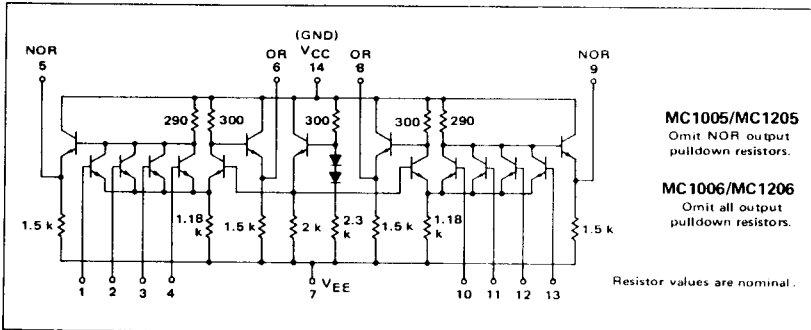 (GND)
NOR OR VCC OR NOR
5 6 14 8 9
290 300 300 300 290
MC1005/MC1205
Omit NOR output
pulldown resistors.
MC1006/MC1206
Omit all output
pulldown resistors.
1.5 k 1.18 k 1.5 k 2 k 2.3 k 1.5 k 1.18 k 1.5 k
1 2 3 4 7 VEE 10 11 12 13
Resistor values are nominal.